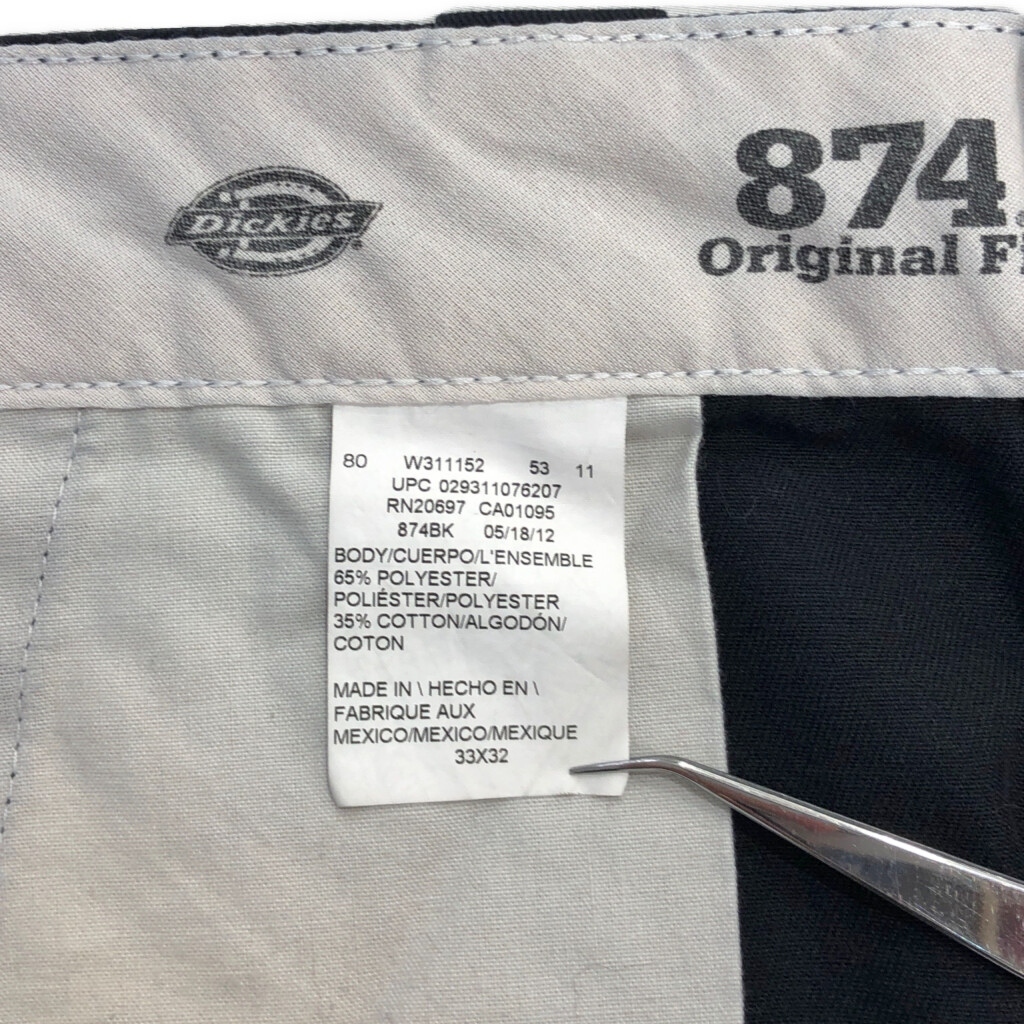 Dickies
874
Original
80 W311152 53 11
UPC 029311076207
RN20697 CA01095
874BK 05/18/12
BODY/CUERPO/L'ENSEMBLE
65% POLYESTER/
POLIÉSTER/POLYESTER
35% COTTON/ALGODÓN/
COTON
MADE IN \ HECHO EN \
FABRIQUE AUX
MEXICO/MEXICO/MEXIQUE
33X32